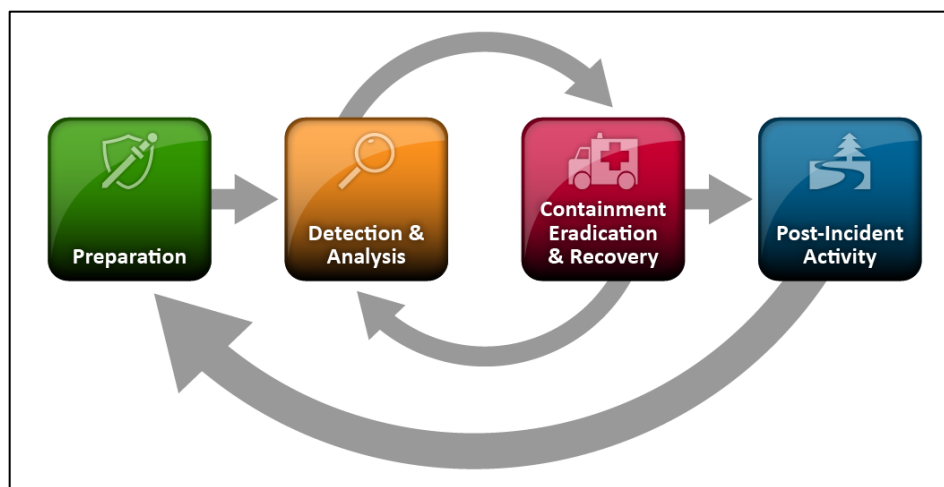 Preparation
Detection &
Analysis
Containment
Eradication
& Recovery
Post-Incident
Activity